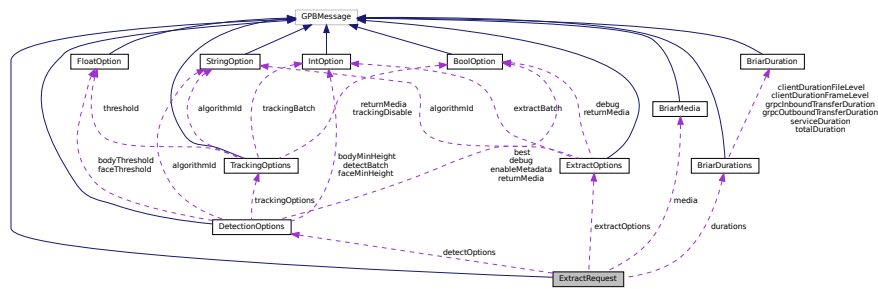 GPBMessage
FloatOption
StringOption
IntOption
BoolOption
BriarDuration
clientDurationFileLevel
clientDurationFrameLevel
grpcInboundTransferDuration
grpcOutboundTransferDuration
serviceDuration
totalDuration
threshold
algorithmId
trackingBatch
returnMedia
trackingDisable
algorithmId
extractBatch
debug
returnMedia
BriarMedia
bodyThreshold
faceThreshold
algorithmId
TrackingOptions
bodyMinHeight
detectBatch
faceMinHeight
best
debug
enableMetadata
returnMedia
ExtractOptions
BriarDurations
trackingOptions
media
DetectionOptions
extractOptions
durations
detectOptions
ExtractRequest